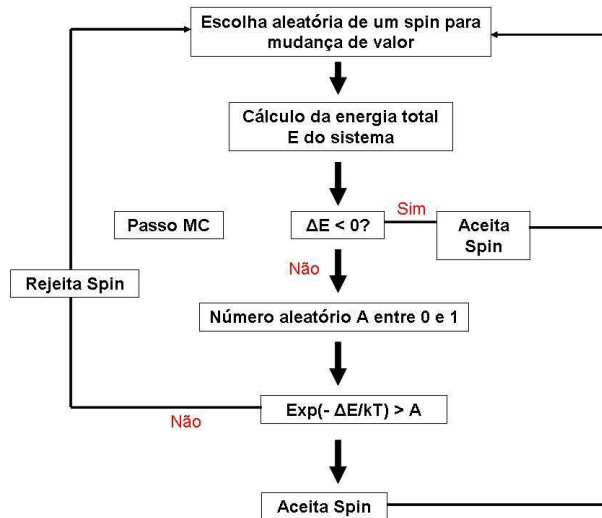 Escolha aleatória de um spin para
mudança de valor
Cálculo da energia total
E do sistema
Passo MC
ΔE < 0?
Sim
Aceita
Spin
Não
Rejeita Spin
Número aleatório A entre 0 e 1
Exp(- ΔE/kT) > A
Não
Aceita Spin